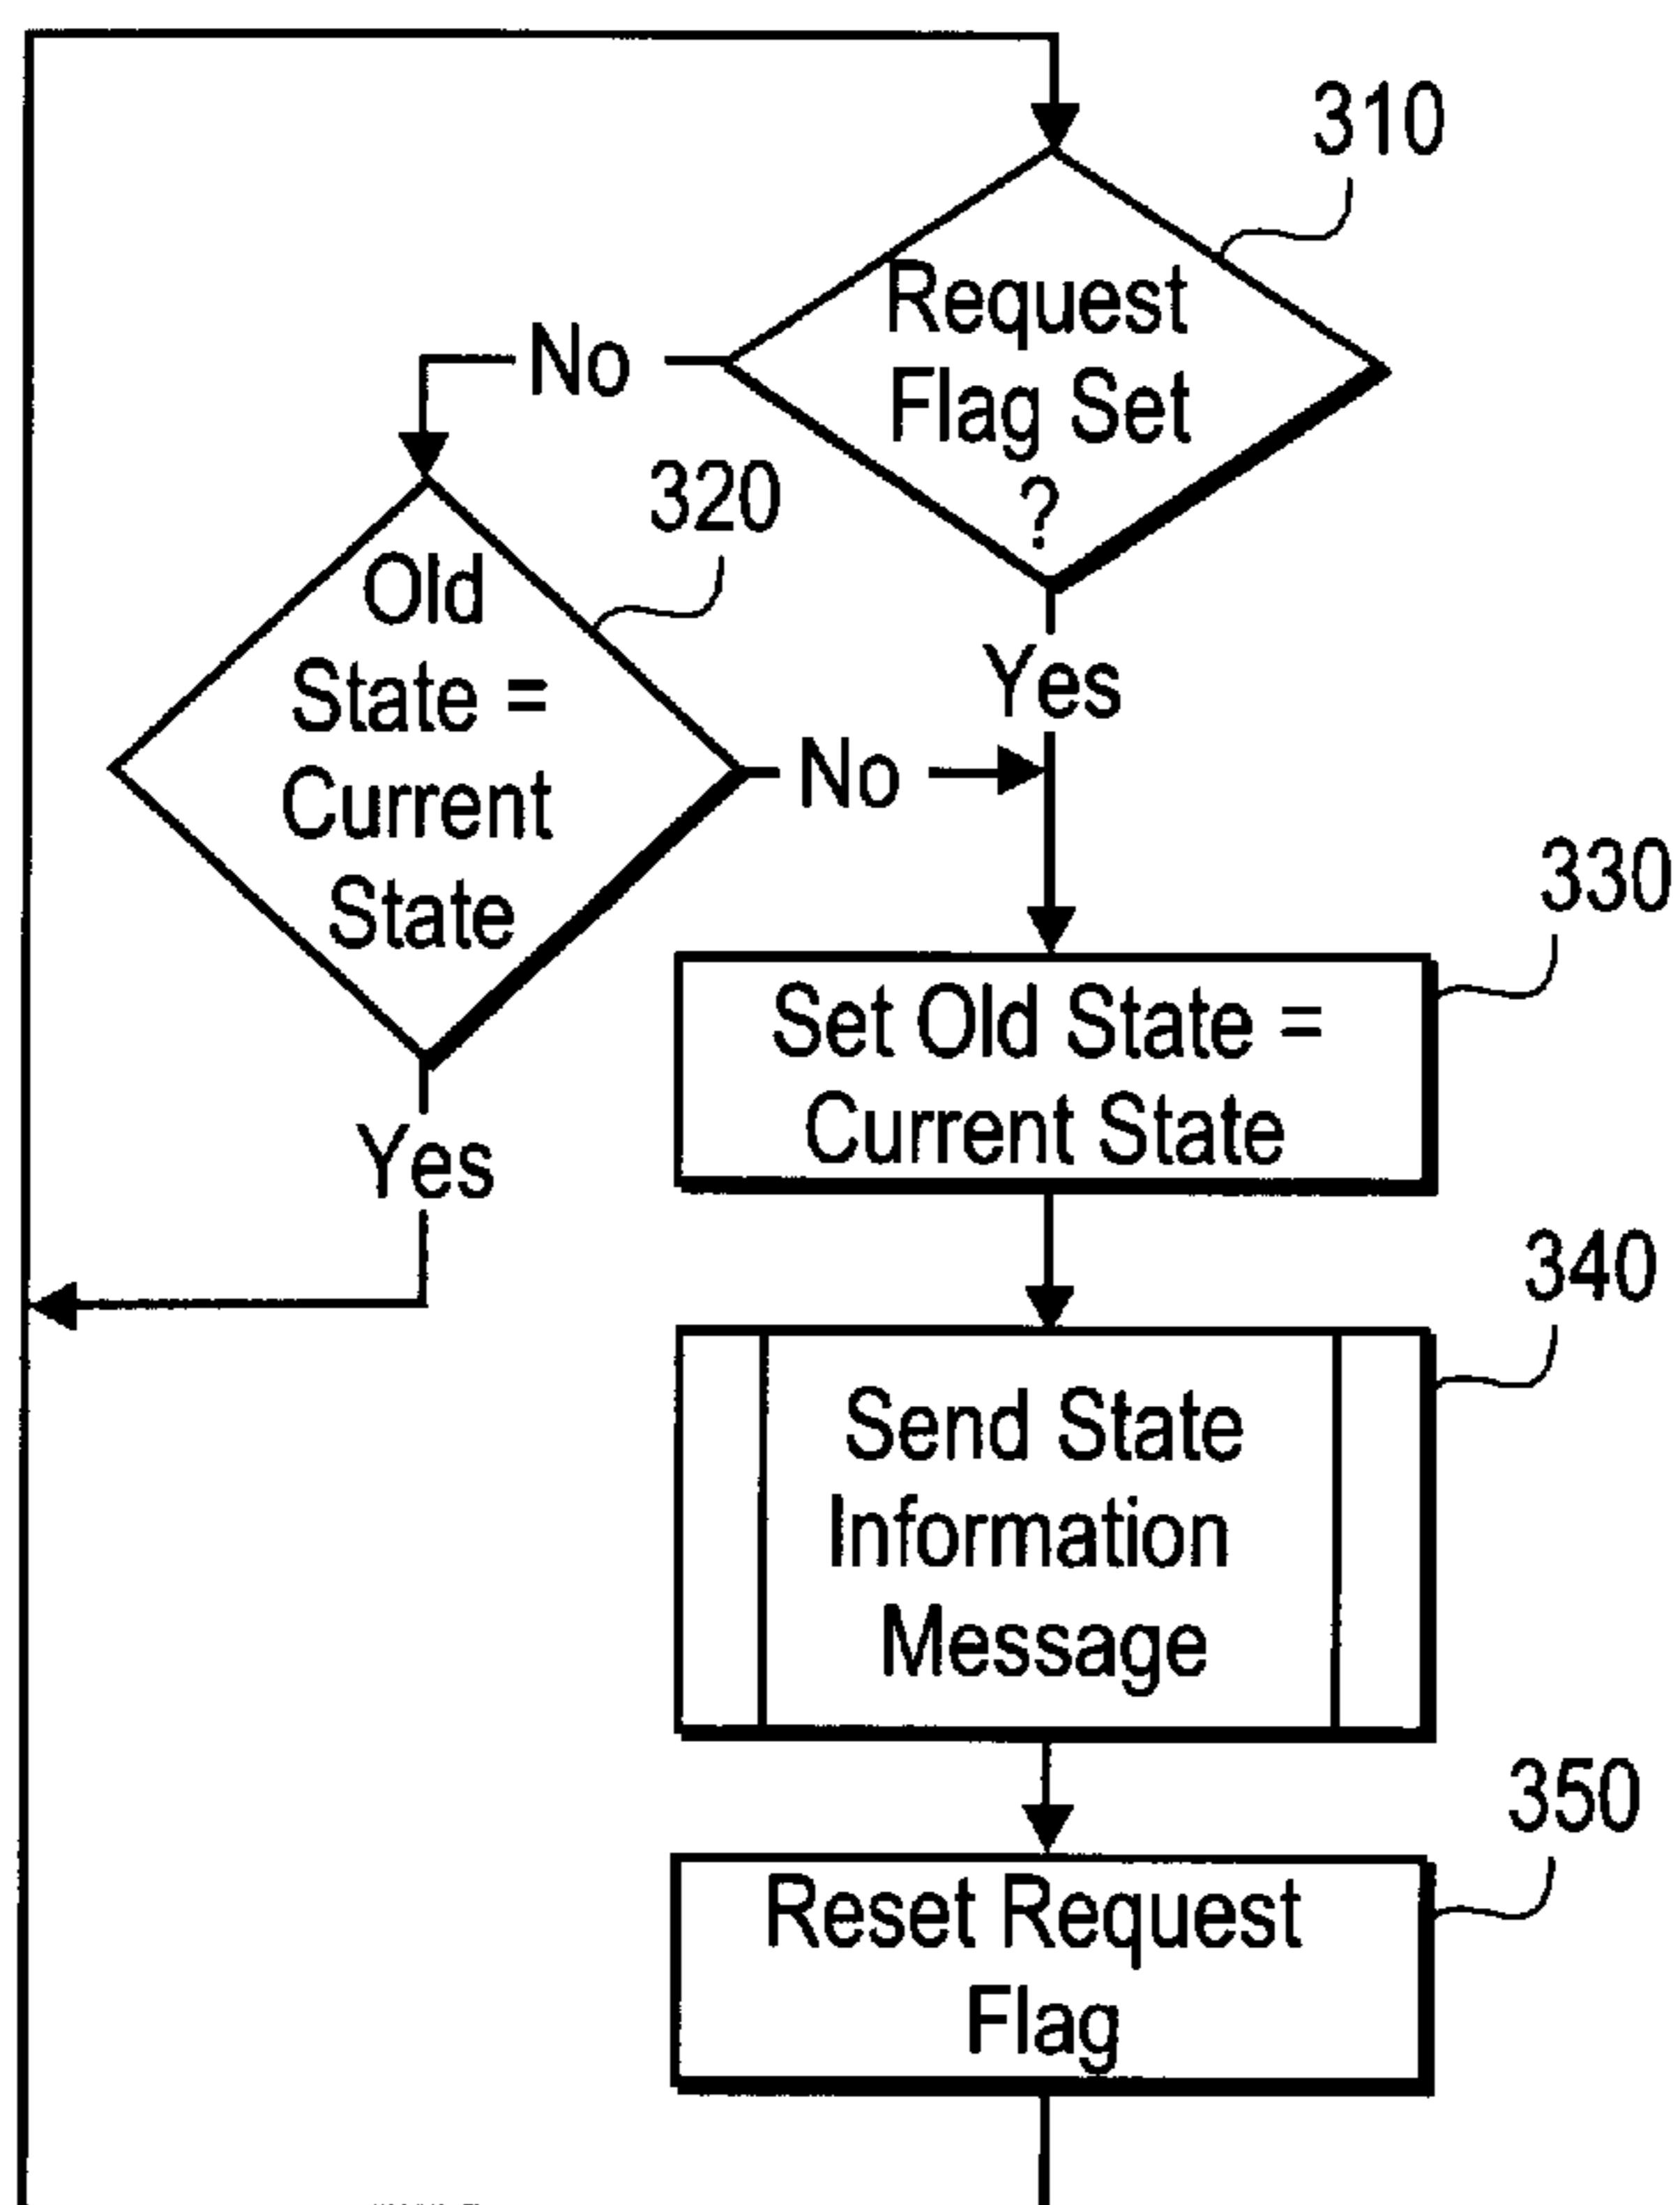 310
Request
Flag Set
?
No
320
Old
State =
Current
State
Yes
No
330
Set Old State =
Current State
Yes
340
Send State
Information
Message
350
Reset Request
Flag